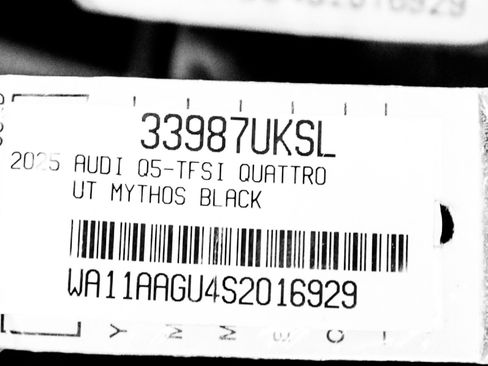 33987UKSL
2025 AUDI Q5-TFSI QUATTRO
UT MYTHOS BLACK
WA11AAGU4S2016929